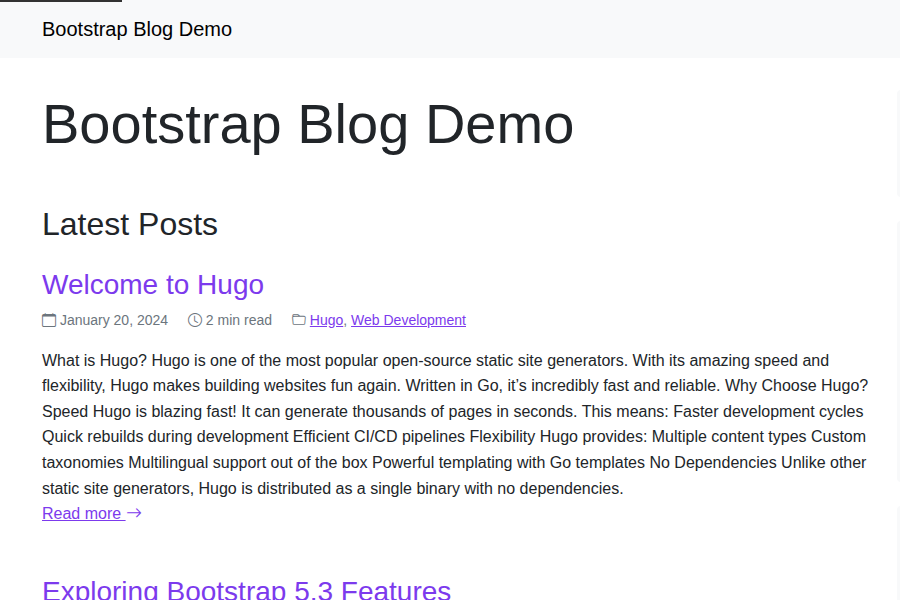 Bootstrap Blog Demo
Bootstrap Blog Demo
Latest Posts
Welcome to Hugo
January 20, 2024 2 min read Hugo, Web Development
What is Hugo? Hugo is one of the most popular open-source static site generators. With its amazing speed and
flexibility, Hugo makes building websites fun again. Written in Go, it’s incredibly fast and reliable. Why Choose Hugo?
Speed Hugo is blazing fast! It can generate thousands of pages in seconds. This means: Faster development cycles
Quick rebuilds during development Efficient CI/CD pipelines Flexibility Hugo provides: Multiple content types Custom
taxonomies Multilingual support out of the box Powerful templating with Go templates No Dependencies Unlike other
static site generators, Hugo is distributed as a single binary with no dependencies.
Read more →
Exploring Bootstrap 5.3 Features